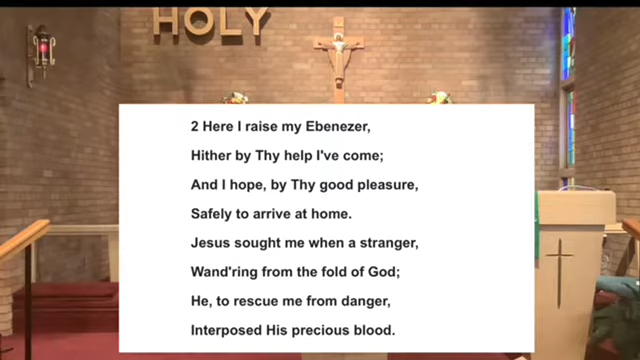 HOLY
2 Here I raise my Ebenezer,
Hither by Thy help I've come;
And I hope, by Thy good pleasure,
Safely to arrive at home.
Jesus sought me when a stranger,
Wand'ring from the fold of God;
He, to rescue me from danger,
Interposed His precious blood.